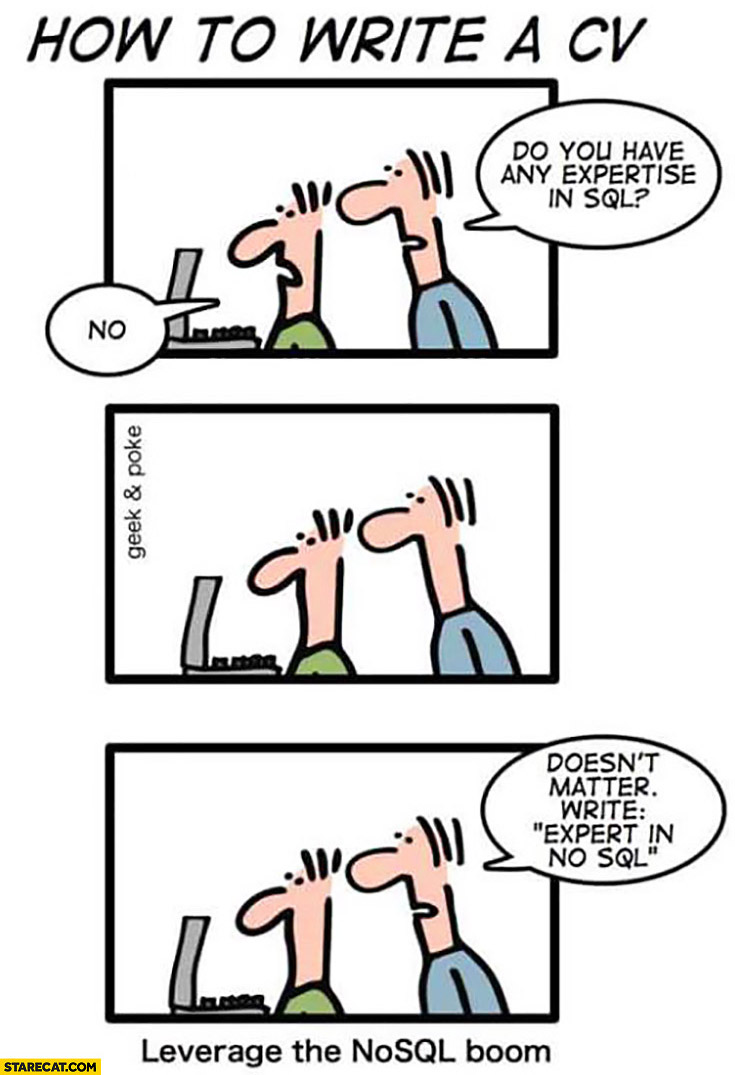 HOW TO WRITE A CV
DO YOU HAVE
ANY EXPERTISE
IN SQL?
NO
geek & poke
DOESN'T
MATTER.
WRITE:
"EXPERT IN
NO SQL"
Leverage the NoSQL boom
STARECAT.COM